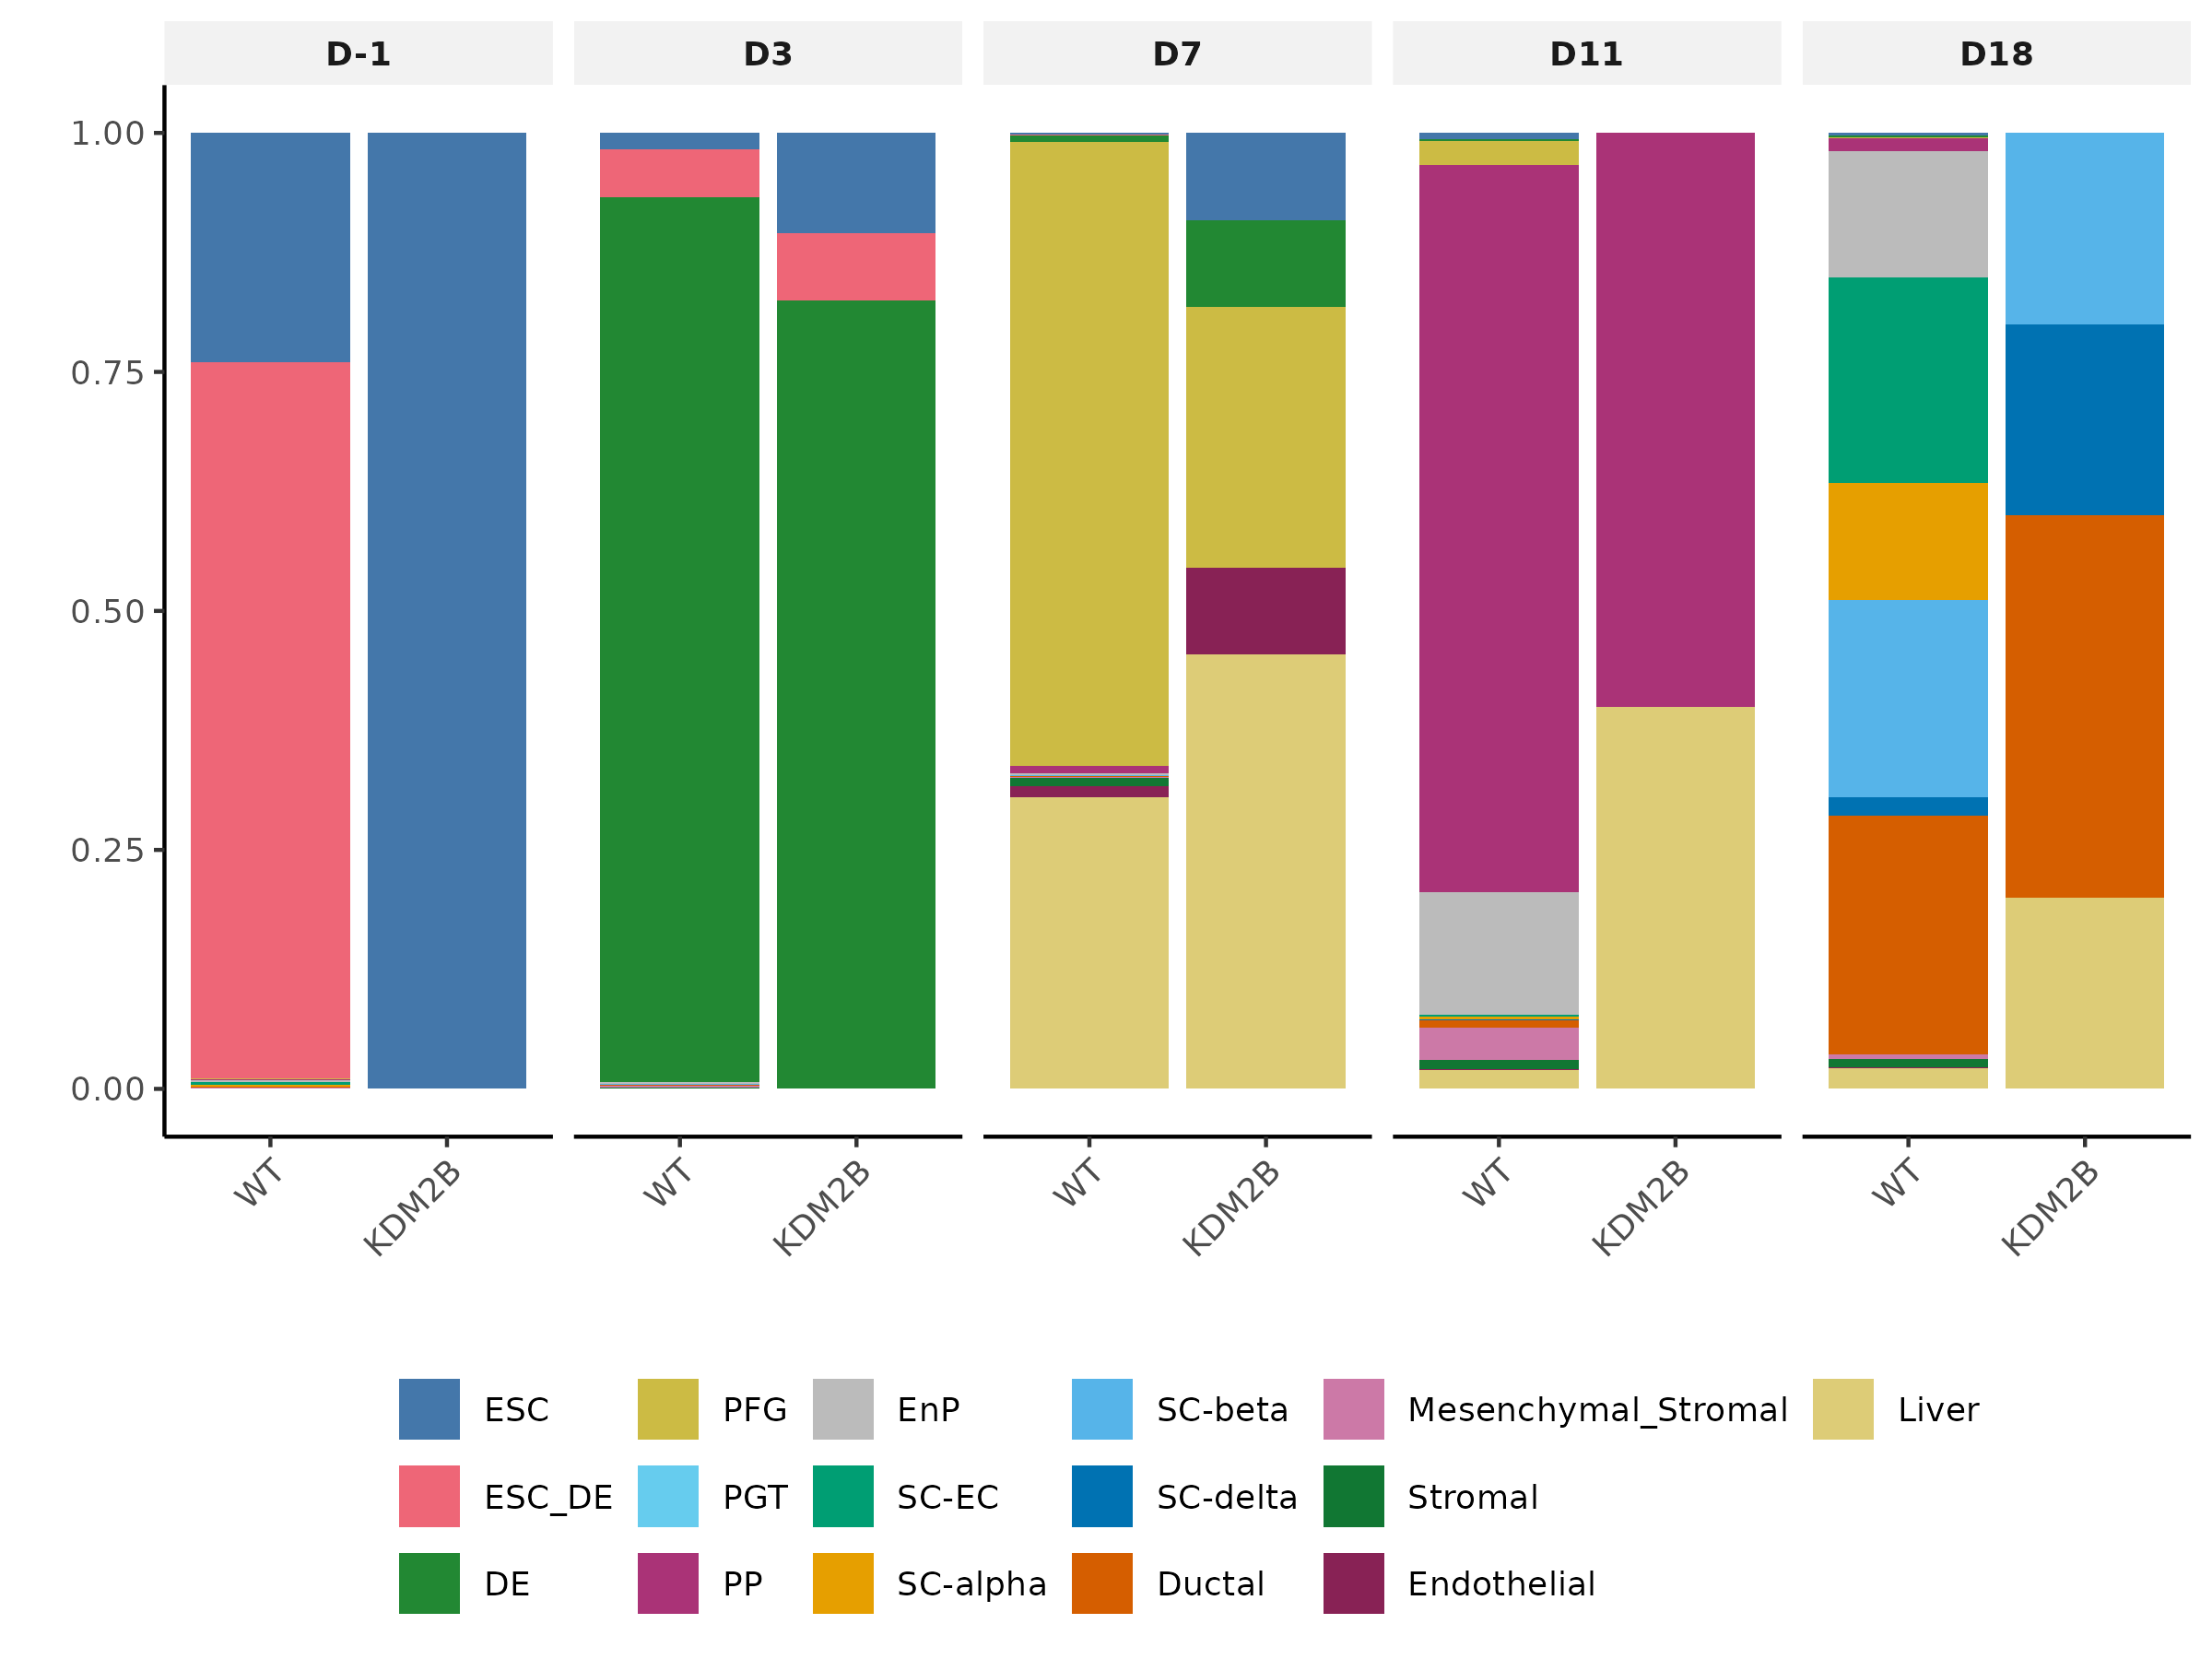 D-1 D3 D7 D11 D18
1.00
0.75
0.50
0.25
0.00
WT KDM2B WT KDM2B WT KDM2B WT KDM2B WT KDM2B
ESC PFG EnP SC-beta Mesenchymal_Stromal Liver
ESC_DE PGT SC-EC SC-delta Stromal
DE PP SC-alpha Ductal Endothelial